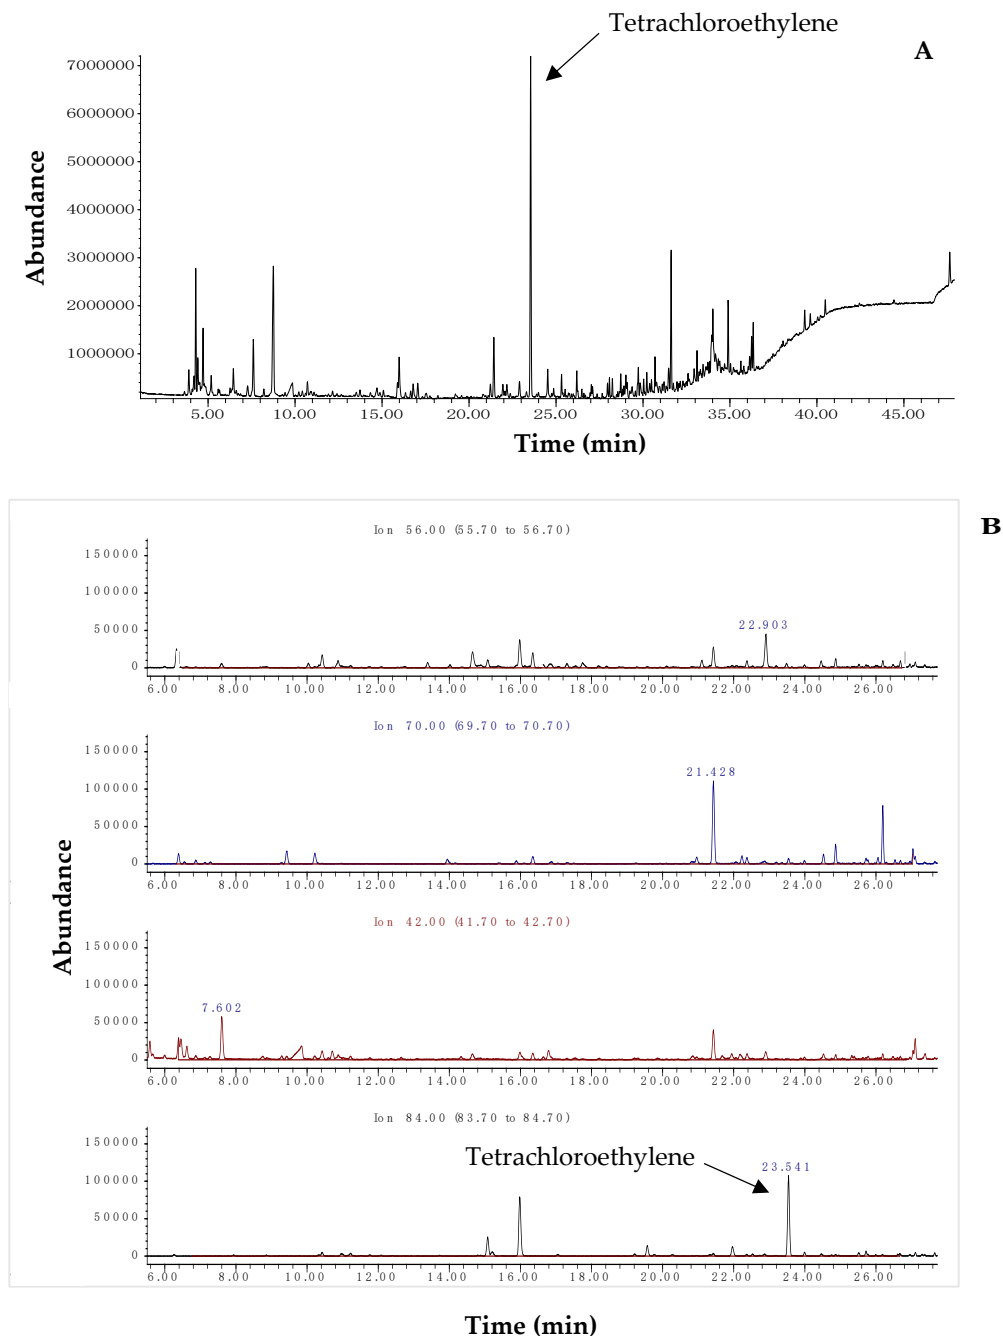 Tetrachloroethylene
A
7000000
6000000
5000000
4000000
3000000
2000000
1000000
Abundance
5.00 10.00 15.00 20.00 25.00 30.00 35.00 40.00 45.00
Time (min)
B
Ion 56.00 (55.70 to 56.70)
150000
100000
50000
0
22.903
6.00 8.00 10.00 12.00 14.00 16.00 18.00 20.00 22.00 24.00 26.00
Ion 70.00 (69.70 to 70.70)
150000
100000
50000
0
21.428
6.00 8.00 10.00 12.00 14.00 16.00 18.00 20.00 22.00 24.00 26.00
Abundance
Ion 42.00 (41.70 to 42.70)
150000
100000
50000
0
7.602
6.00 8.00 10.00 12.00 14.00 16.00 18.00 20.00 22.00 24.00 26.00
Ion 84.00 (83.70 to 84.70)
150000
100000
50000
0
Tetrachloroethylene
23.541
6.00 8.00 10.00 12.00 14.00 16.00 18.00 20.00 22.00 24.00 26.00
Time (min)